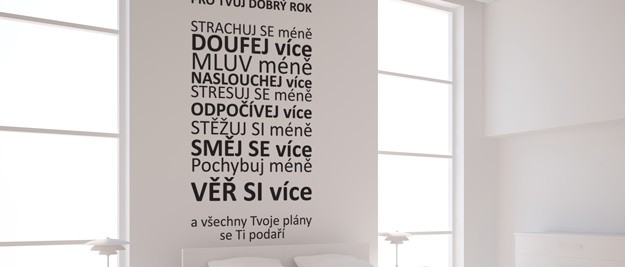 PRO TVŮJ DOBRÝ ROK
STRACHUJ SE méně
DOUFEJ více
MLUV méně
NASLOUCHEJ více
STRESUJ SE méně
ODPOČÍVEJ více
STĚŽUJ SI méně
SMĚJ SE více
Pochybuj méně
VĚŘ SI více
a všechny Tvoje plány
se Ti podaří